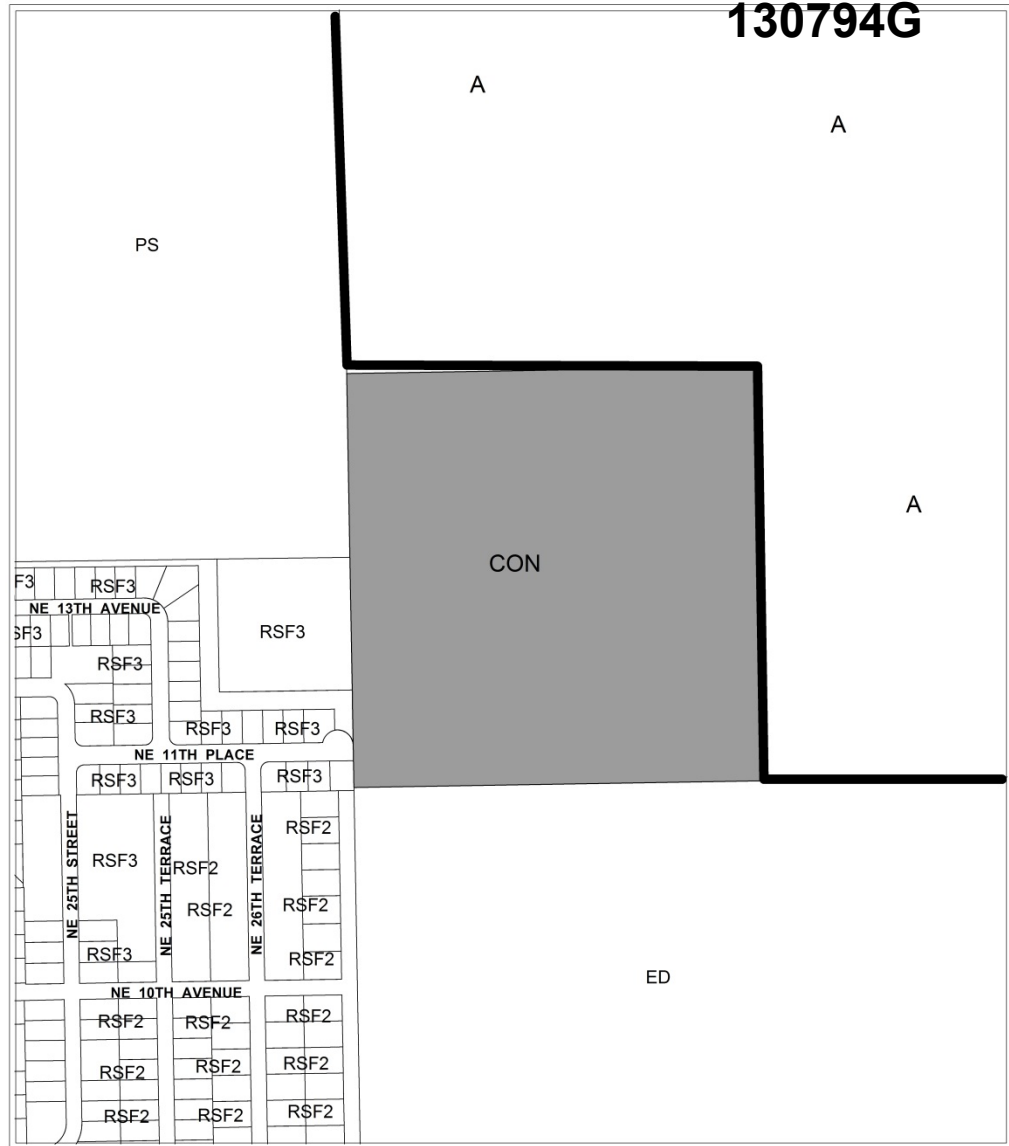 130794G
A
A
PS
A
CON
F3
RSF3
NE 13TH AVENUE
SF3
RSF3
RSF3
RSF3
RSF3
RSF3
NE 11TH PLACE
RSF3
RSF3
RSF3
NE 25TH STREET
RSF3
NE 25TH TERRACE
RSF2
RSF2
NE 26TH TERRACE
RSF2
RSF2
RSF3
RSF2
ED
NE 10TH AVENUE
RSF2
RSF2
RSF2
RSF2
RSF2
RSF2
RSF2
RSF2
RSF2